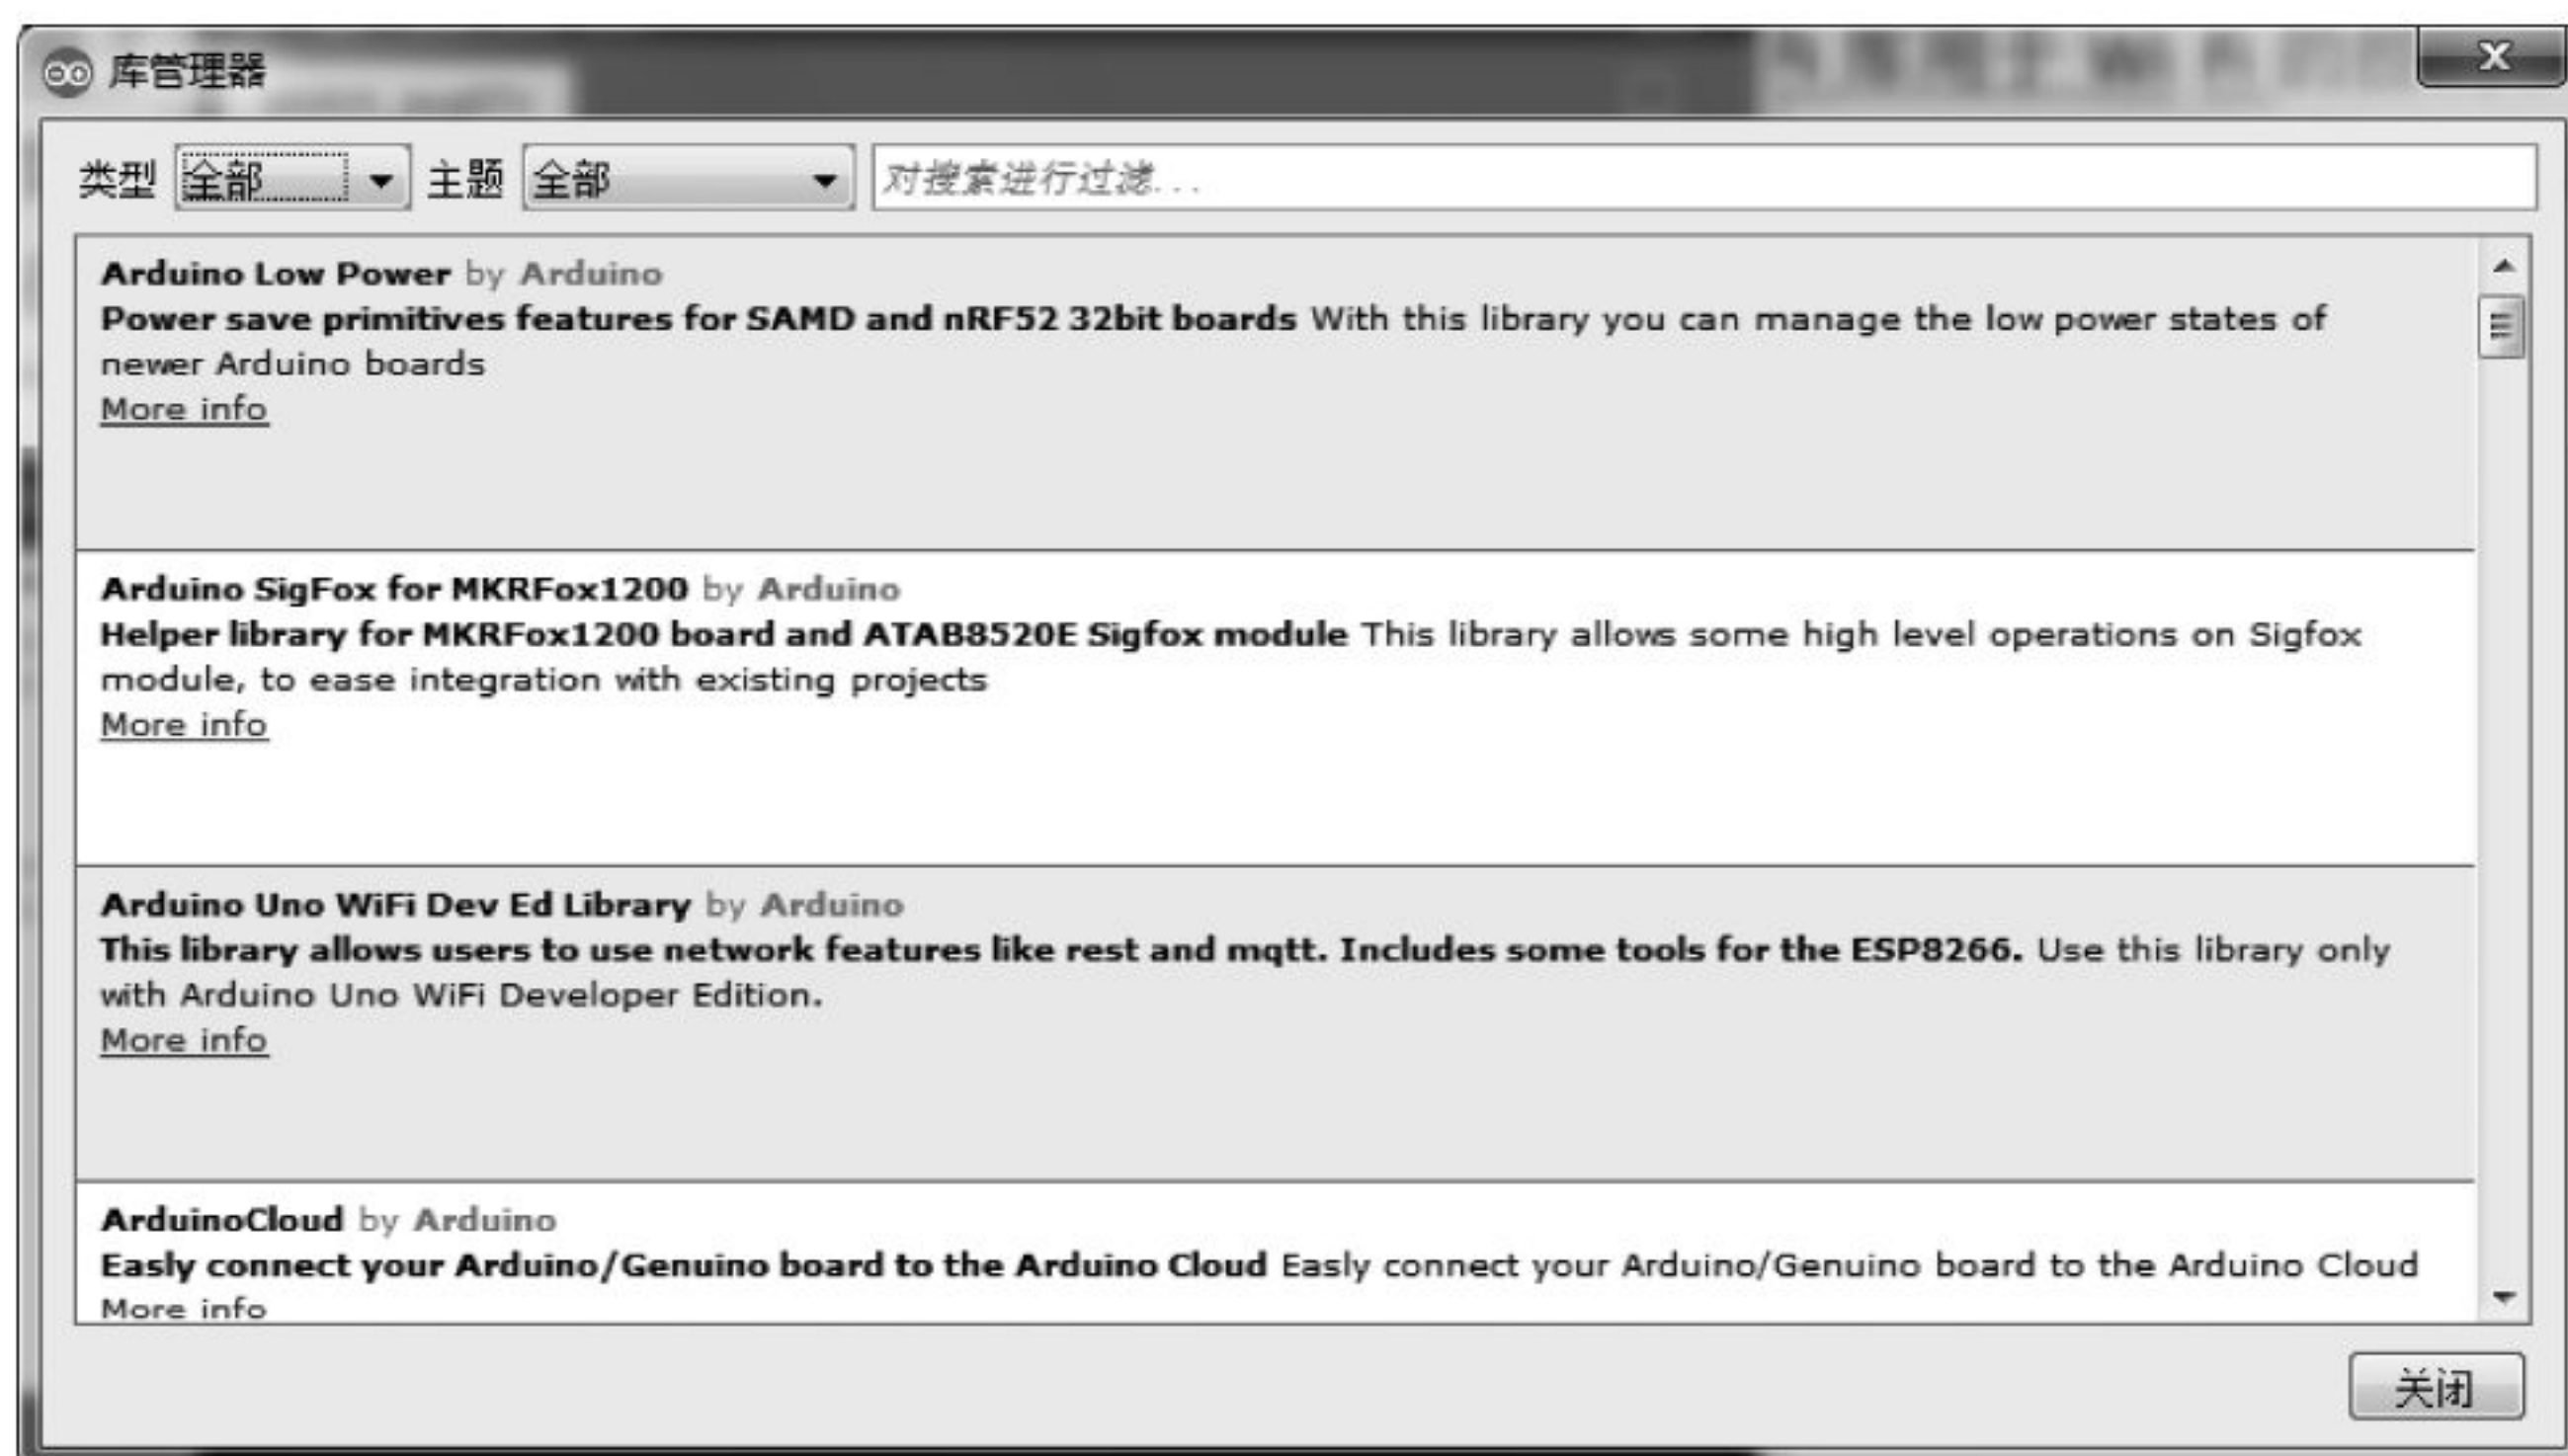 库管理器
类型 全部 主题 全部 对搜索进行过滤...
Arduino Low Power by Arduino
Power save primitives features for SAMD and nRF52 32bit boards With this library you can manage the low power states of
newer Arduino boards
More info
Arduino SigFox for MKRFox1200 by Arduino
Helper library for MKRFox1200 board and ATAB8520E Sigfox module This library allows some high level operations on Sigfox
module, to ease integration with existing projects
More info
Arduino Uno WiFi Dev Ed Library by Arduino
This library allows users to use network features like rest and mqtt. Includes some tools for the ESP8266. Use this library only
with Arduino Uno WiFi Developer Edition.
More info
ArduinoCloud by Arduino
Easly connect your Arduino/Genuino board to the Arduino Cloud Easly connect your Arduino/Genuino board to the Arduino Cloud
More info
关闭